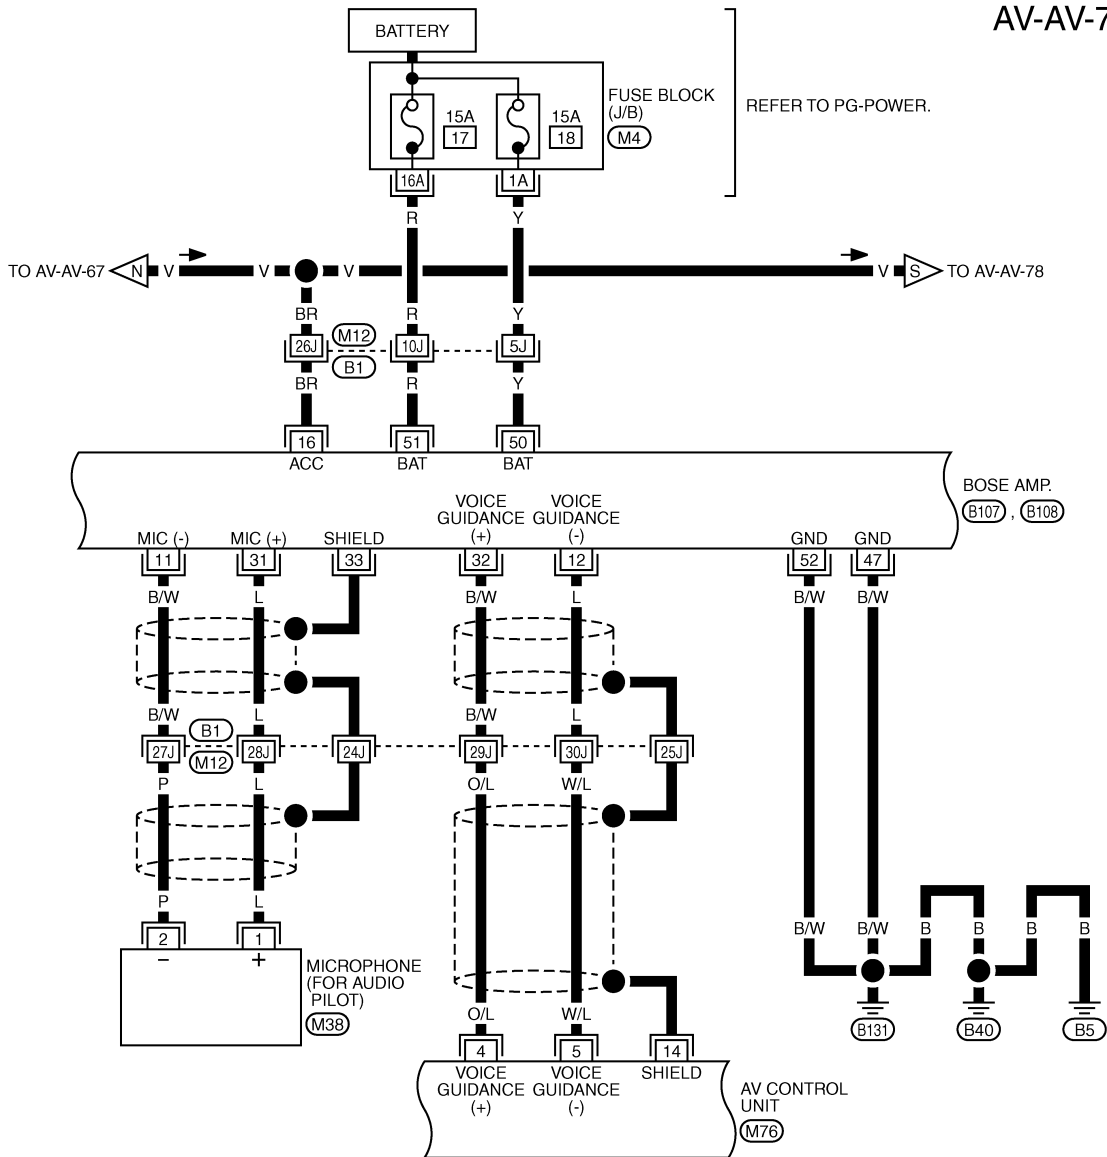 AV-AV-7
BATTERY
FUSE BLOCK
(J/B)
M4
REFER TO PG-POWER.
15A
17
15A
18
16A
1A
R
Y
TO AV-AV-67
N
V
V
V
V
S
TO AV-AV-78
BR
R
Y
M12
26J
10J
5J
B1
BR
R
Y
16
51
50
ACC
BAT
BAT
BOSE AMP.
B107 , B108
VOICE
GUIDANCE
(+)
VOICE
GUIDANCE
(-)
MIC (-)
MIC (+)
SHIELD
GND
GND
11
31
33
32
12
52
47
B/W
L
B/W
L
B/W
B/W
B/W
L
B/W
L
B1
27J
28J
24J
29J
30J
25J
M12
P
L
O/L
W/L
P
L
B/W
B/W
B
B
B
B
2
1
–
+
MICROPHONE
(FOR AUDIO
PILOT)
M38
O/L
W/L
B131
B40
B5
4
5
14
VOICE
GUIDANCE
(+)
VOICE
GUIDANCE
(-)
SHIELD
AV CONTROL
UNIT
M76